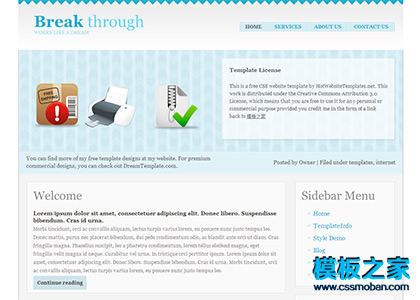 Break through
WORKS LIKE A DREAM
HOME SERVICES ABOUT US CONTACT US
Template License
This is a free CSS website template by HotWebsiteTemplates.net. This
work is distributed under the Creative Commons Attribution 3.0
License, which means that you are free to use it for any personal or
commercial purpose provided you credit me in the form of a link
back to 模板之家
FREE SHIPPING
You can find more of my free template designs at my website. For premium
commercial designs, you can check out DreamTemplate.com.
Posted by Owner | Filed under templates, internet
Welcome
Lorem ipsum dolor sit amet, consectetuer adipiscing elit. Donec libero. Suspendisse
bibendum. Cras id urna.
Morbi tincidunt, orci ac convallis aliquam, lectus turpis varius lorem, eu posuere nunc justo tempus leo.
Donec mattis, purus nec placerat bibendum, dui pede condimentum odio, ac blandit ante orci ut diam. Cras
fringilla magna. Phasellus suscipit, leo a pharetra condimentum, lorem tellus eleifend magna, eget
fringilla velit magna id neque. Curabitur vel urna. In tristique orci porttitor ipsum. Lorem ipsum dolor sit
amet, consectetuer adipiscing elit. Donec libero. Suspendisse bibendum. Cras id urna. Morbi tincidunt,
orci ac convallis aliquam.
Continue reading
Sidebar Menu
Home
TemplateInfo
Style Demo
Blog
模板之家
www.cssmoban.com